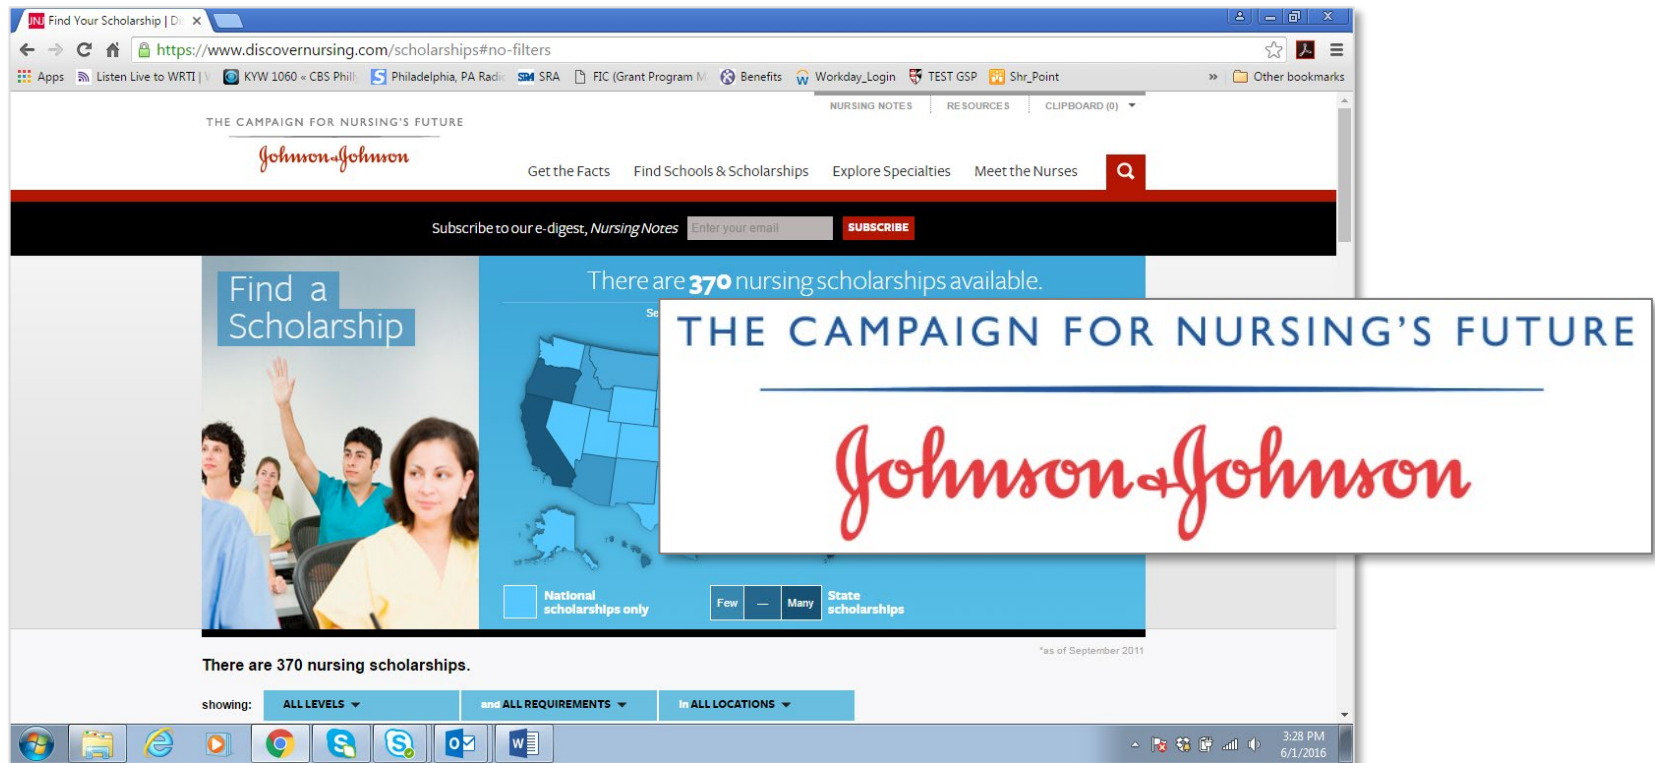 Find Your Scholarship | Di
https://www.discovernursing.com/scholarships#no-filters
Apps Listen Live to WRTI | KYW 1060 « CBS Phill Philadelphia, PA Radio SRA FIC (Grant Program M Benefits Workday_Login TEST GSP Shr_Point » Other bookmarks
NURSING NOTES RESOURCES CLIPBOARD (0)
THE CAMPAIGN FOR NURSING'S FUTURE
Johnson & Johnson
Get the Facts Find Schools & Scholarships Explore Specialties Meet the Nurses
Subscribe to our e-digest, Nursing Notes Enter your email SUBSCRIBE
Find a
Scholarship
There are 370 nursing scholarships available.
THE CAMPAIGN FOR NURSING'S FUTURE
Johnson & Johnson
National
scholarships only
Few — Many
State
scholarships
*as of September 2011
There are 370 nursing scholarships.
showing: ALL LEVELS and ALL REQUIREMENTS in ALL LOCATIONS
3:28 PM
6/1/2016